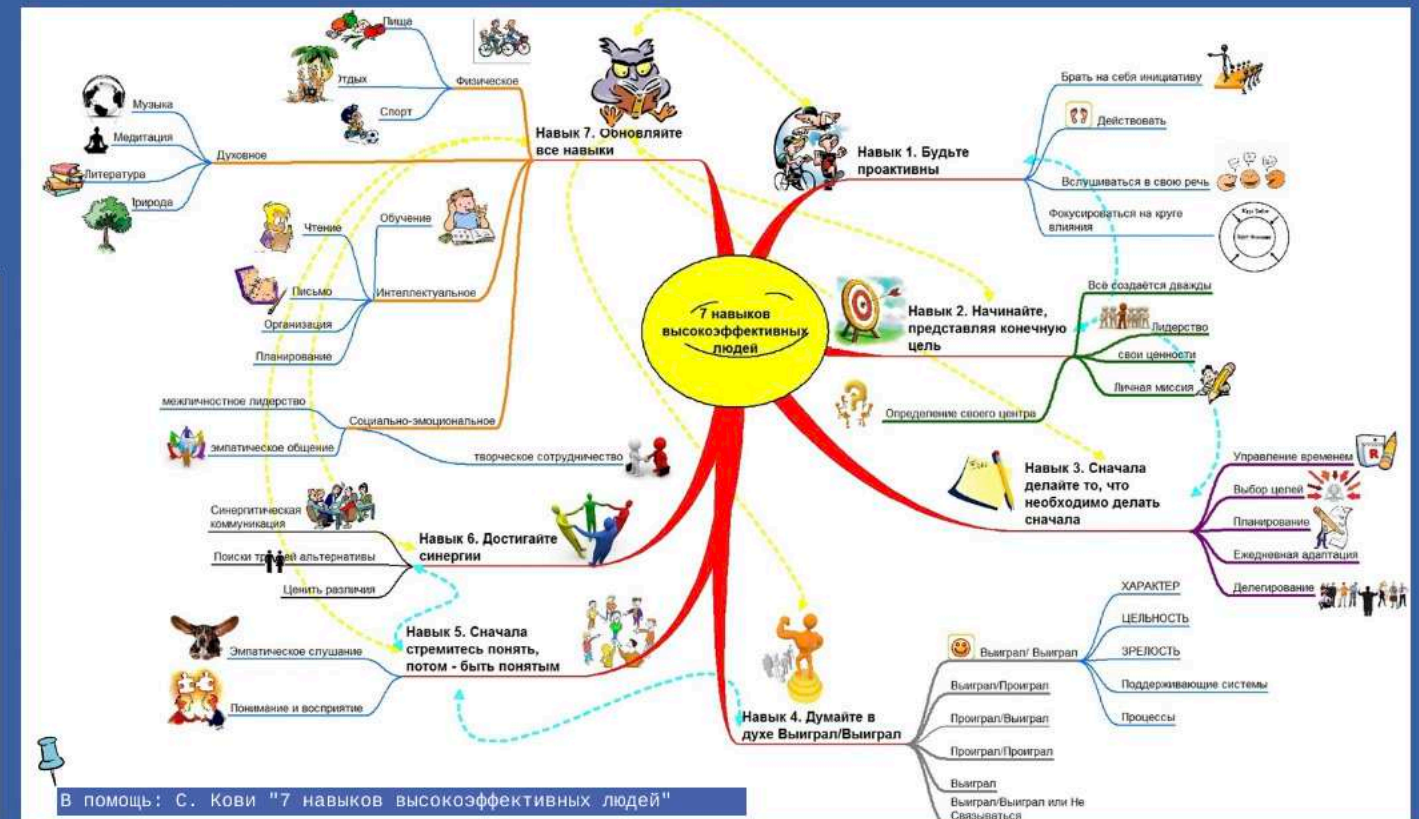 7 навыков
высокоэффективных
людей
Навык 1. Будьте
проактивны
Брать на себя инициативу
Действовать
Вслушиваться в свою речь
Фокусироваться на круге
влияния
Навык 2. Начинайте,
представляя конечную
цель
Всё создаётся дважды
Лидерство
свои ценности
Личная миссия
Определение своего центра
Навык 3. Сначала
делайте то, что
необходимо делать
сначала
Управление временем
Выбор целей
Планирование
Ежедневная адаптация
Делегирование
Навык 4. Думайте в
духе Выиграл/Выиграл
Выиграл/ Выиграл
ХАРАКТЕР
ЦЕЛЬНОСТЬ
ЗРЕЛОСТЬ
Поддерживающие системы
Процессы
Выиграл/Проиграл
Проиграл/Выиграл
Проиграл/Проиграл
Выиграл
Выиграл/Выиграл или Не
Связываться
Навык 5. Сначала
стремитесь понять,
потом - быть понятым
Эмпатическое слушание
Понимание и восприятие
Навык 6. Достигайте
синергии
Синергитическая
коммуникация
Поиски альтернативы
Ценить различия
Навык 7. Обновляйте
все навыки
Физическое
Пища
Отдых
Спорт
Духовное
Музыка
Медитация
Литература
Природа
Интеллектуальное
Обучение
Чтение
Письмо
Организация
Планирование
Социально-эмоциональное
межличностное лидерство
эмпатическое общение
творческое сотрудничество
В помощь: С. Кови "7 навыков высокоэффективных людей"